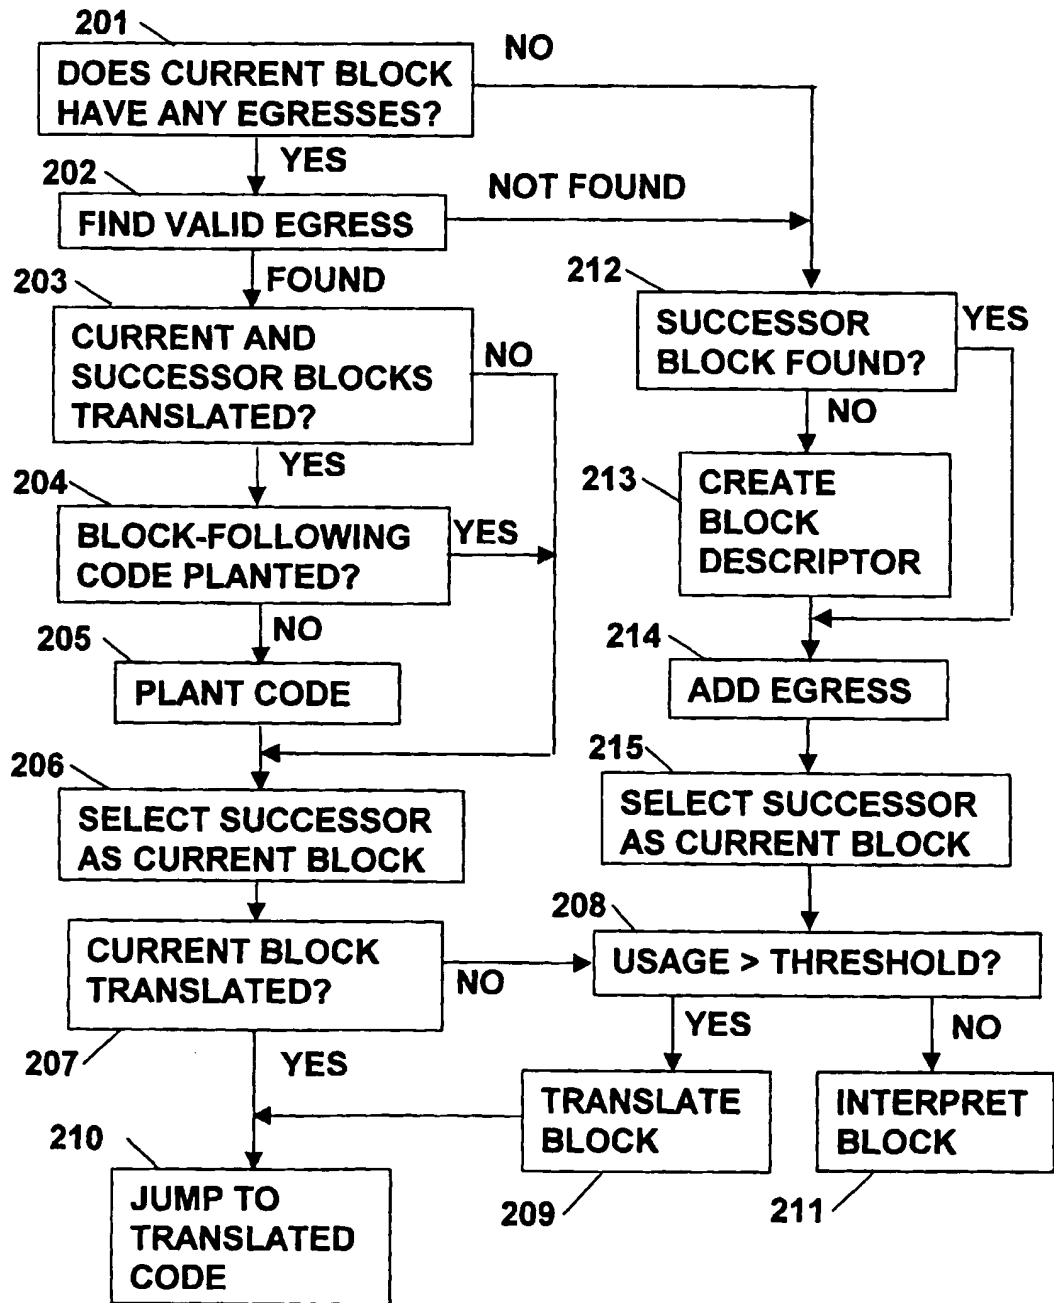 201
DOES CURRENT BLOCK
HAVE ANY EGRESSES?
NO
YES
202
FIND VALID EGRESS
NOT FOUND
FOUND
203
CURRENT AND
SUCCESSOR BLOCKS
TRANSLATED?
NO
YES
204
BLOCK-FOLLOWING
CODE PLANTED?
YES
NO
205
PLANT CODE
206
SELECT SUCCESSOR
AS CURRENT BLOCK
CURRENT BLOCK
TRANSLATED?
NO
207
YES
210
JUMP TO
TRANSLATED
CODE
212
SUCCESSOR
BLOCK FOUND?
YES
NO
213
CREATE
BLOCK
DESCRIPTOR
214
ADD EGRESS
215
SELECT SUCCESSOR
AS CURRENT BLOCK
208
USAGE > THRESHOLD?
YES
NO
TRANSLATE
BLOCK
209
INTERPRET
BLOCK
211